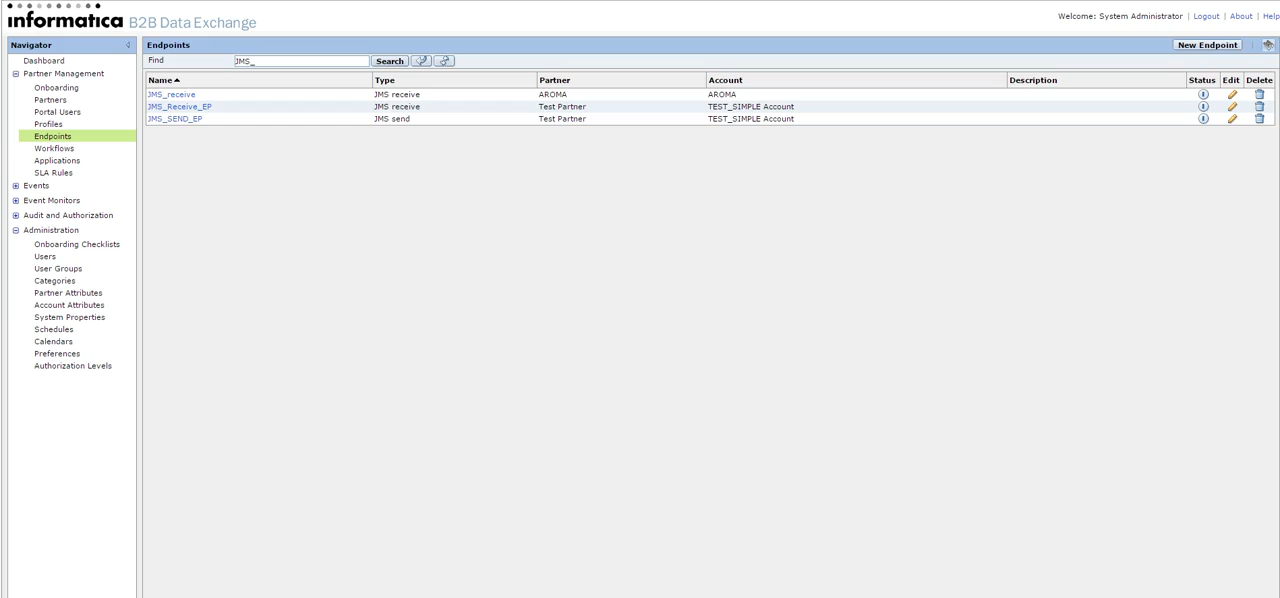 informatica B2B Data Exchange
Welcome: System Administrator | Logout | About | Help
Navigator
Dashboard
Partner Management
Onboarding
Partners
Portal Users
Profiles
Endpoints
Workflows
Applications
SLA Rules
Events
Event Monitors
Audit and Authorization
Administration
Onboarding Checklists
Users
User Groups
Categories
Partner Attributes
Account Attributes
System Properties
Schedules
Calendars
Preferences
Authorization Levels
Endpoints
New Endpoint
Find JMS_ Search
Name Type Partner Account Description Status Edit Delete
JMS_receive JMS receive AROMA AROMA
JMS_Receive_EP JMS receive Test Partner TEST_SIMPLE Account
JMS_SEND_EP JMS send Test Partner TEST_SIMPLE Account